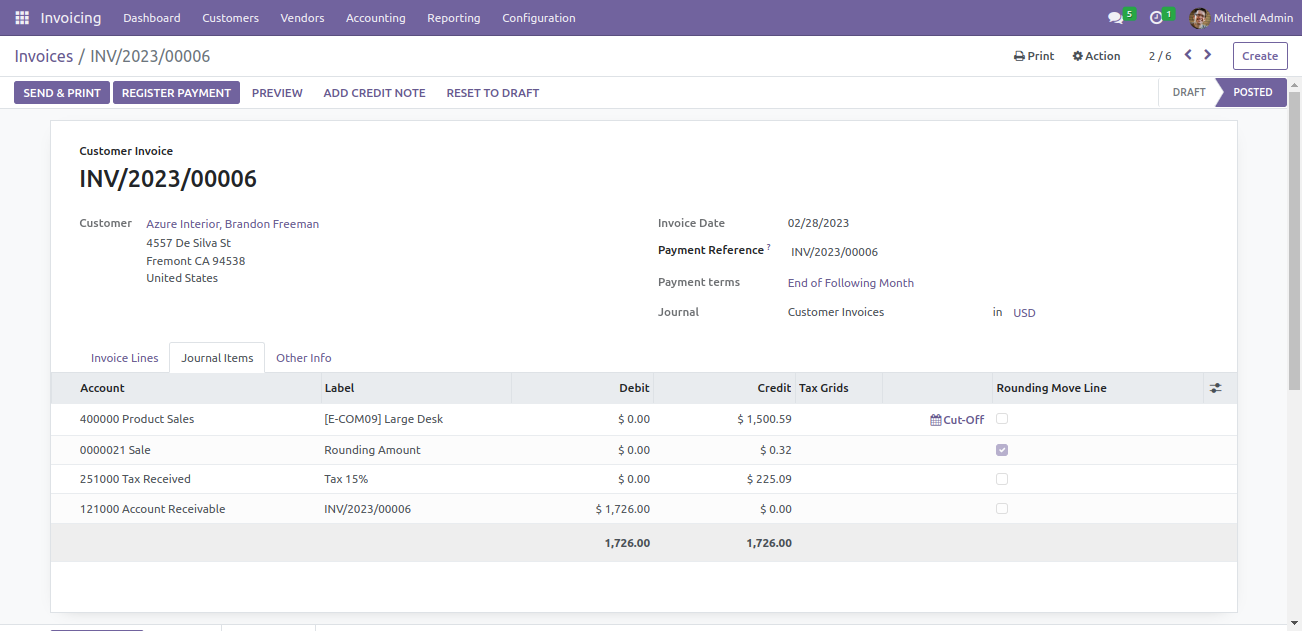 Invoicing Dashboard Customers Vendors Accounting Reporting Configuration 5 1 Mitchell Admin
Invoices / INV/2023/00006 Print Action 2 / 6 Create
SEND & PRINT REGISTER PAYMENT PREVIEW ADD CREDIT NOTE RESET TO DRAFT DRAFT POSTED
Customer Invoice
INV/2023/00006
Customer Azure Interior, Brandon Freeman
4557 De Silva St
Fremont CA 94538
United States
Invoice Date 02/28/2023
Payment Reference ? INV/2023/00006
Payment terms End of Following Month
Journal Customer Invoices in USD
Invoice Lines Journal Items Other Info
Account Label Debit Credit Tax Grids Rounding Move Line
400000 Product Sales [E-COM09] Large Desk $ 0.00 $ 1,500.59 Cut-Off
0000021 Sale Rounding Amount $ 0.00 $ 0.32
251000 Tax Received Tax 15% $ 0.00 $ 225.09
121000 Account Receivable INV/2023/00006 $ 1,726.00 $ 0.00
1,726.00 1,726.00